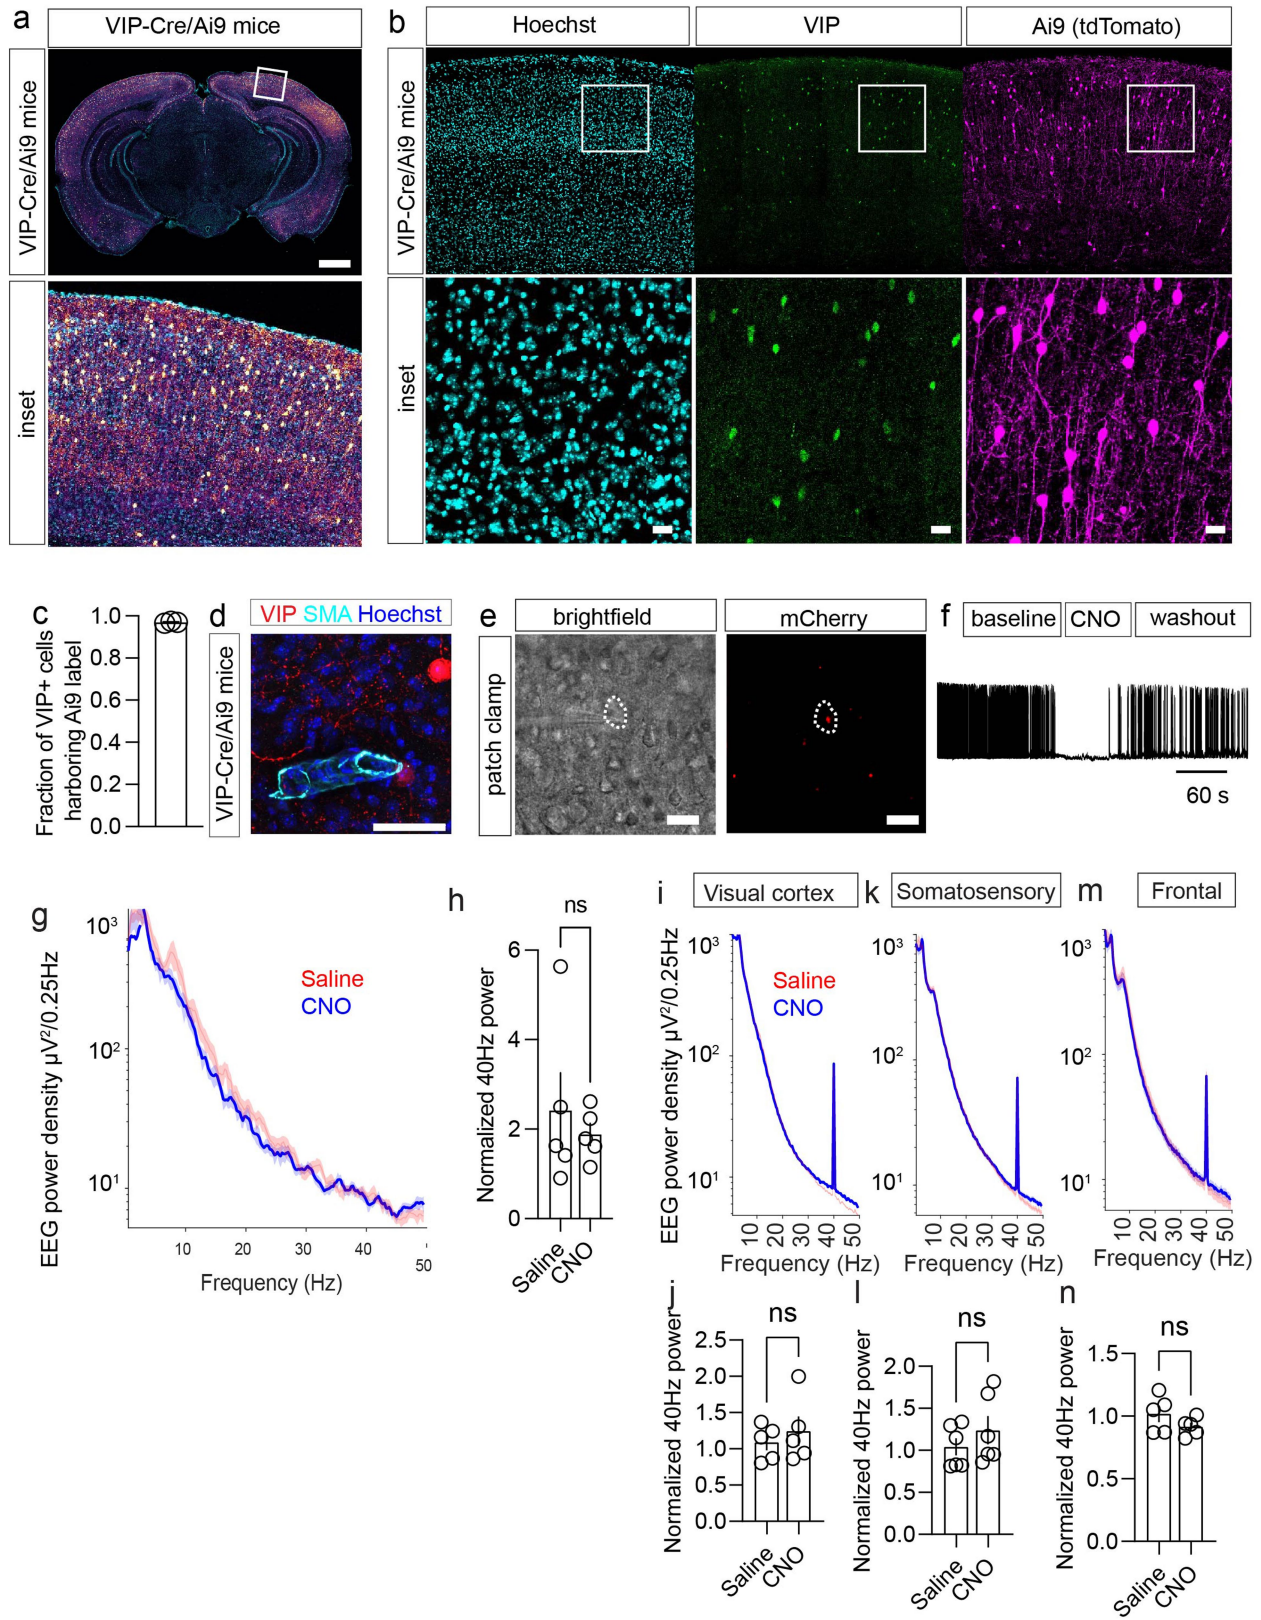 a
VIP-Cre/Ai9 mice
VIP-Cre/Ai9 mice
inset
b
Hoechst
VIP
Ai9 (tdTomato)
VIP-Cre/Ai9 mice
inset
c
Fraction of VIP+ cells
harboring Ai9 label
1.0
0.8
0.6
0.4
0.2
0.0
d
VIP SMA Hoechst
VIP-Cre/Ai9 mice
e
brightfield
mCherry
patch clamp
f
baseline
CNO
washout
60 s
g
EEG power density µV²/0.25Hz
10³
10²
10¹
Saline
CNO
10 20 30 40 50
Frequency (Hz)
h
ns
Normalized 40Hz power
6
4
2
0
Saline
CNO
i
Visual cortex
EEG power density µV²/0.25Hz
10³
10²
10¹
Saline
CNO
10 20 30 40 50
Frequency (Hz)
k
Somatosensory
10³
10²
10¹
10 20 30 40 50
Frequency (Hz)
m
Frontal
10³
10²
10¹
10 20 30 40 50
Frequency (Hz)
j
ns
Normalized 40Hz power
2.5
2.0
1.5
1.0
0.5
0.0
Saline
CNO
l
ns
Normalized 40Hz power
2.0
1.5
1.0
0.5
0.0
Saline
CNO
n
ns
Normalized 40Hz power
1.5
1.0
0.5
0.0
Saline
CNO